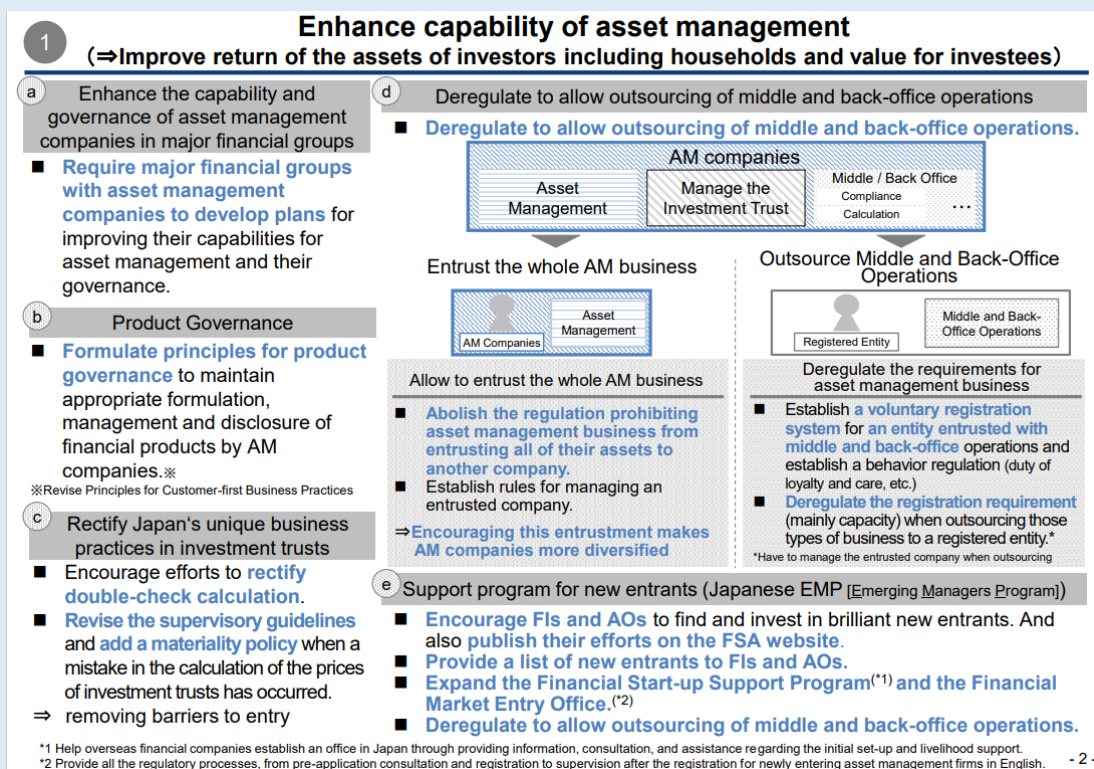 1
Enhance capability of asset management
(⇒Improve return of the assets of investors including households and value for investees)
a
Enhance the capability and
governance of asset management
companies in major financial groups
■ Require major financial groups
with asset management
companies to develop plans for
improving their capabilities for
asset management and their
governance.
b
Product Governance
■ Formulate principles for product
governance to maintain
appropriate formulation,
management and disclosure of
financial products by AM
companies.※
※Revise Principles for Customer-first Business Practices
c
Rectify Japan‘s unique business
practices in investment trusts
■ Encourage efforts to rectify
double-check calculation.
■ Revise the supervisory guidelines
and add a materiality policy when a
mistake in the calculation of the prices
of investment trusts has occurred.
⇒ removing barriers to entry
d
Deregulate to allow outsourcing of middle and back-office operations
■ Deregulate to allow outsourcing of middle and back-office operations.
AM companies
Asset
Management
Manage the
Investment Trust
Middle / Back Office
Compliance
Calculation
…
Entrust the whole AM business
AM Companies
Asset
Management
Allow to entrust the whole AM business
■ Abolish the regulation prohibiting
asset management business from
entrusting all of their assets to
another company.
■ Establish rules for managing an
entrusted company.
⇒Encouraging this entrustment makes
AM companies more diversified
Outsource Middle and Back-Office
Operations
Registered Entity
Middle and Back-
Office Operations
Deregulate the requirements for
asset management business
■ Establish a voluntary registration
system for an entity entrusted with
middle and back-office operations and
establish a behavior regulation (duty of
loyalty and care, etc.)
■ Deregulate the registration requirement
(mainly capacity) when outsourcing those
types of business to a registered entity.*
*Have to manage the entrusted company when outsourcing
e
Support program for new entrants (Japanese EMP [Emerging Managers Program])
■ Encourage FIs and AOs to find and invest in brilliant new entrants. And
also publish their efforts on the FSA website.
■ Provide a list of new entrants to FIs and AOs.
■ Expand the Financial Start-up Support Program(*1) and the Financial
Market Entry Office.(*2)
■ Deregulate to allow outsourcing of middle and back-office operations.
*1 Help overseas financial companies establish an office in Japan through providing information, consultation, and assistance regarding the initial set-up and livelihood support.
*2 Provide all the regulatory processes, from pre-application consultation and registration to supervision after the registration for newly entering asset management firms in English.
- 2 -